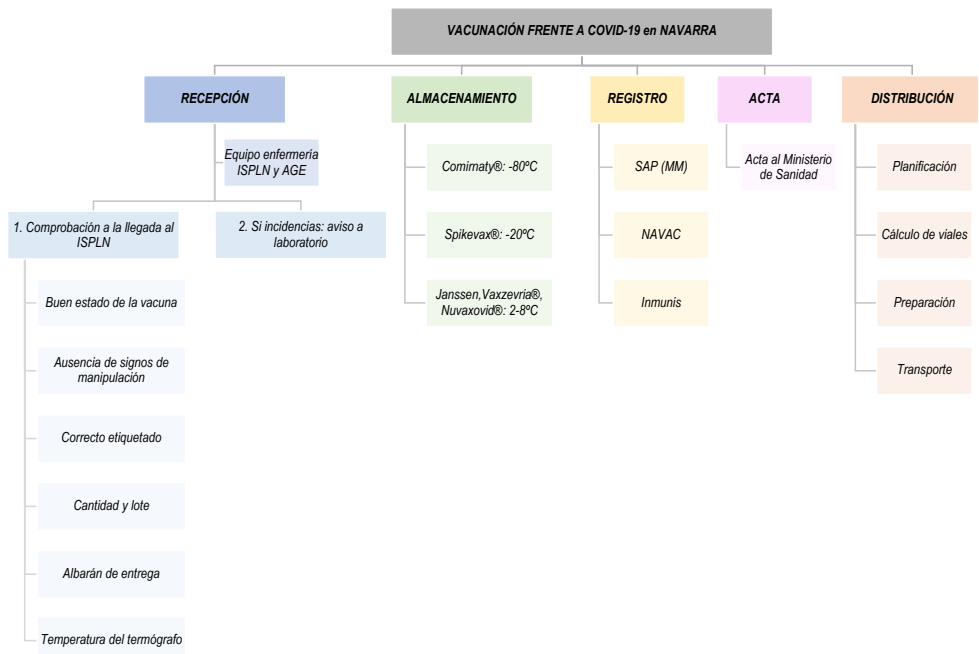 VACUNACIÓN FRENTE A COVID-19 en NAVARRA
RECEPCIÓN
Equipo enfermería
ISPLN y AGE
1. Comprobación a la llegada al
ISPLN
Buen estado de la vacuna
Ausencia de signos de
manipulación
Correcto etiquetado
Cantidad y lote
Albarán de entrega
Temperatura del termógrafo
2. Si incidencias: aviso a
laboratorio
ALMACENAMIENTO
Comirnaty®: -80ºC
Spikevax®: -20ºC
Janssen,Vaxzevria®,
Nuvaxovid®: 2-8ºC
REGISTRO
SAP (MM)
NAVAC
Inmunis
ACTA
Acta al Ministerio
de Sanidad
DISTRIBUCIÓN
Planificación
Cálculo de viales
Preparación
Transporte